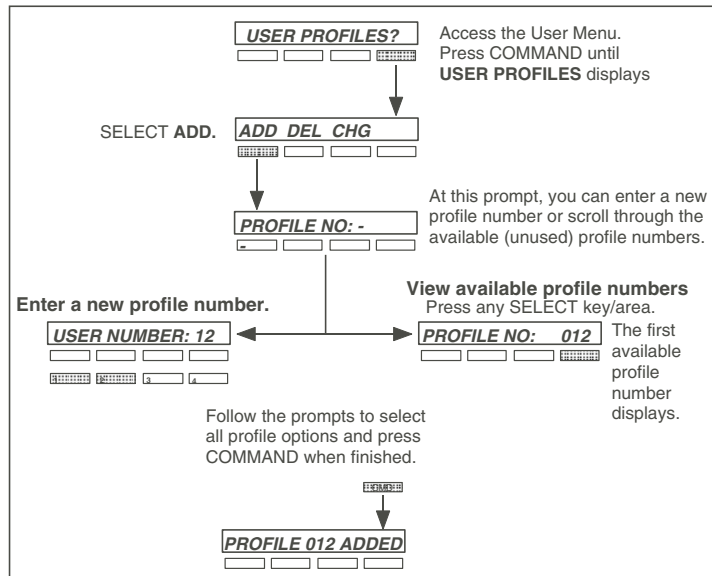 USER PROFILES?
Access the User Menu.
Press COMMAND until
USER PROFILES displays
SELECT ADD.
ADD DEL CHG
At this prompt, you can enter a new
profile number or scroll through the
available (unused) profile numbers.
PROFILE NO: -
-
Enter a new profile number.
USER NUMBER: 12
1 2 3 4
View available profile numbers
Press any SELECT key/area.
PROFILE NO: 012
The first
available
profile
number
displays.
Follow the prompts to select
all profile options and press
COMMAND when finished.
CMD
PROFILE 012 ADDED